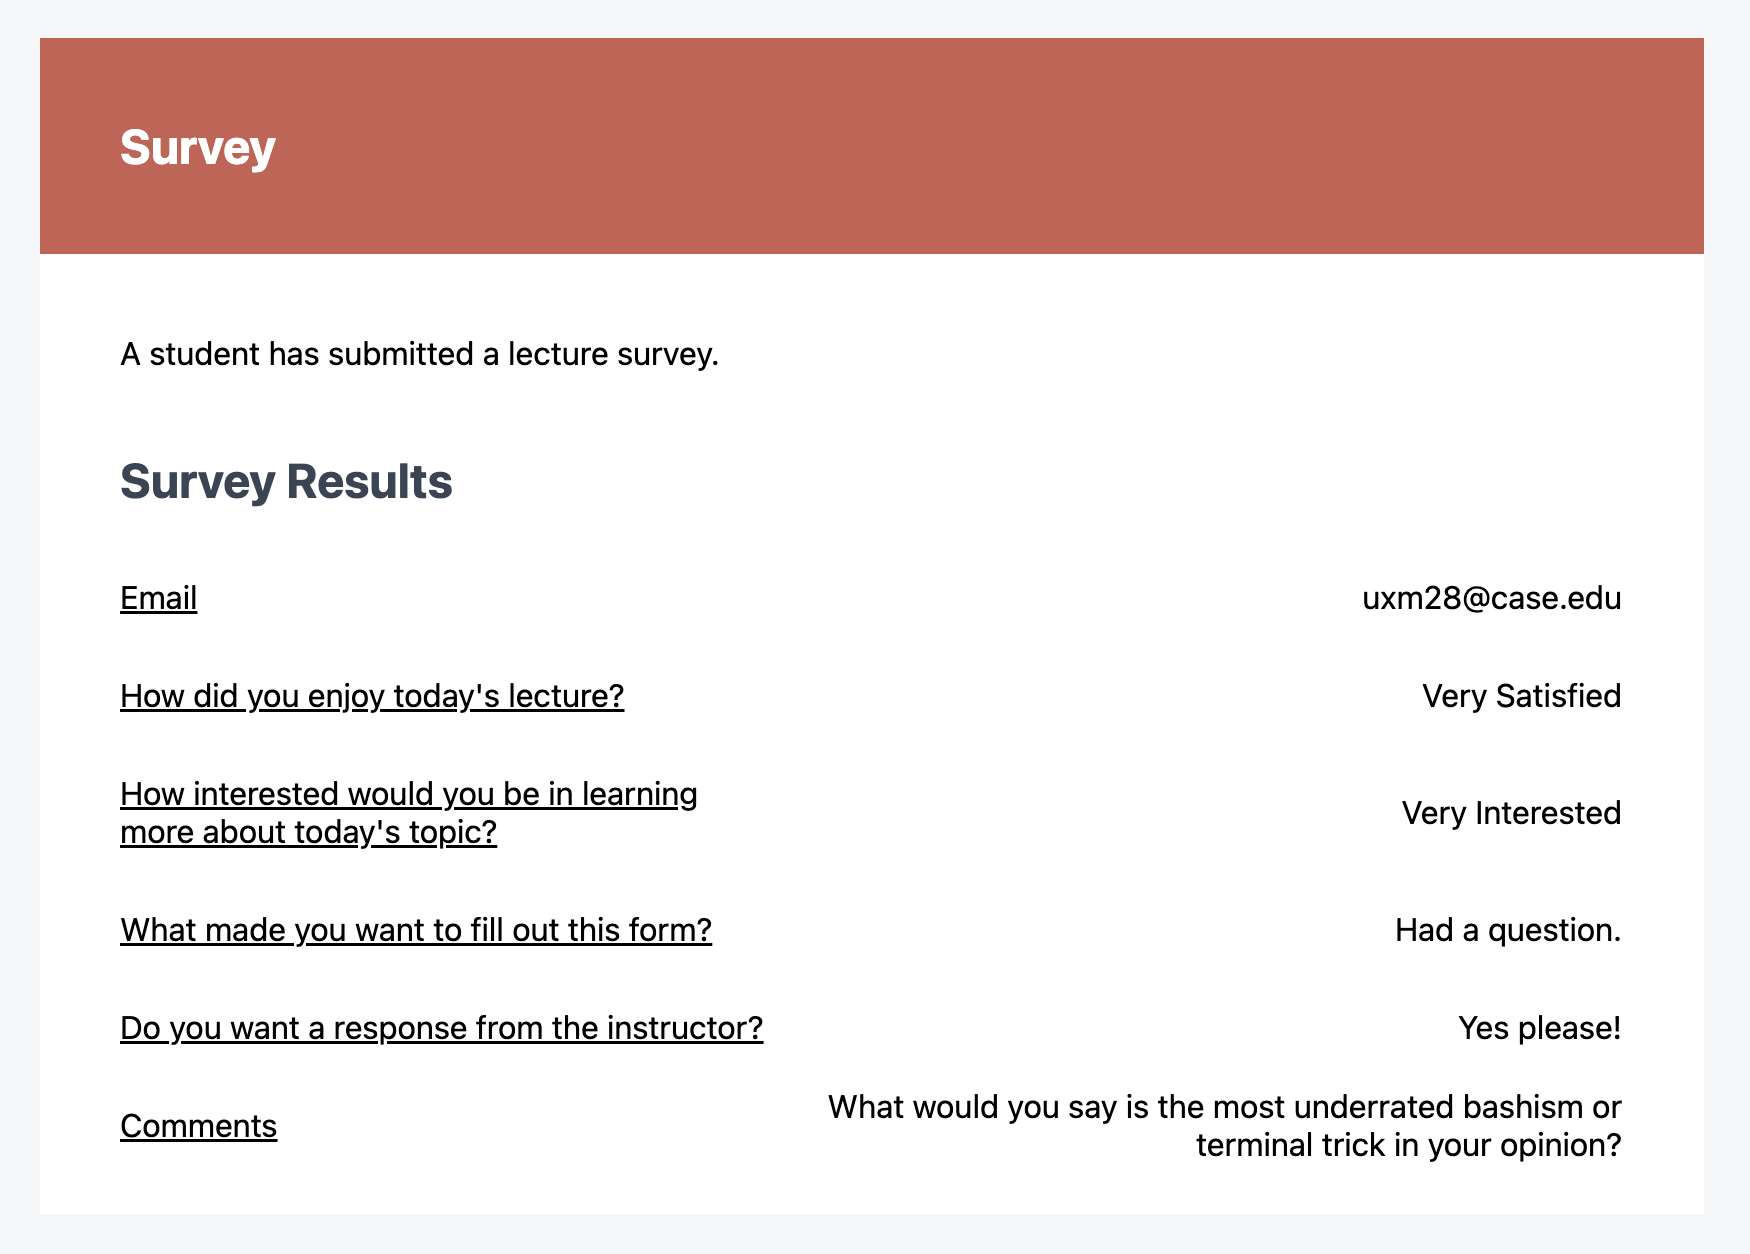 Survey
A student has submitted a lecture survey.
Survey Results
Email
uxm28@case.edu
How did you enjoy today's lecture?
Very Satisfied
How interested would you be in learning
more about today's topic?
Very Interested
What made you want to fill out this form?
Had a question.
Do you want a response from the instructor?
Yes please!
Comments
What would you say is the most underrated bashism or
terminal trick in your opinion?